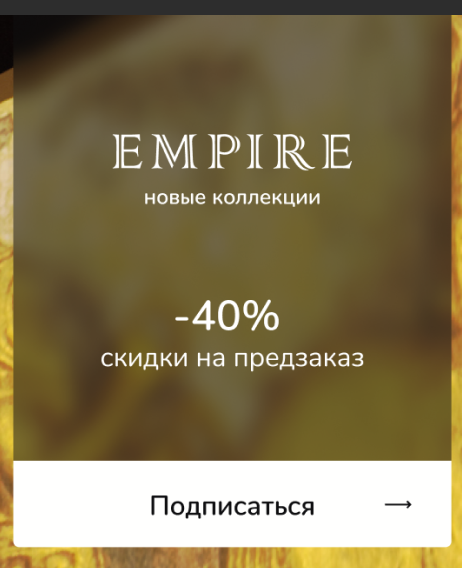 EMPIRE
новые коллекции
-40%
скидки на предзаказ
Подписаться →